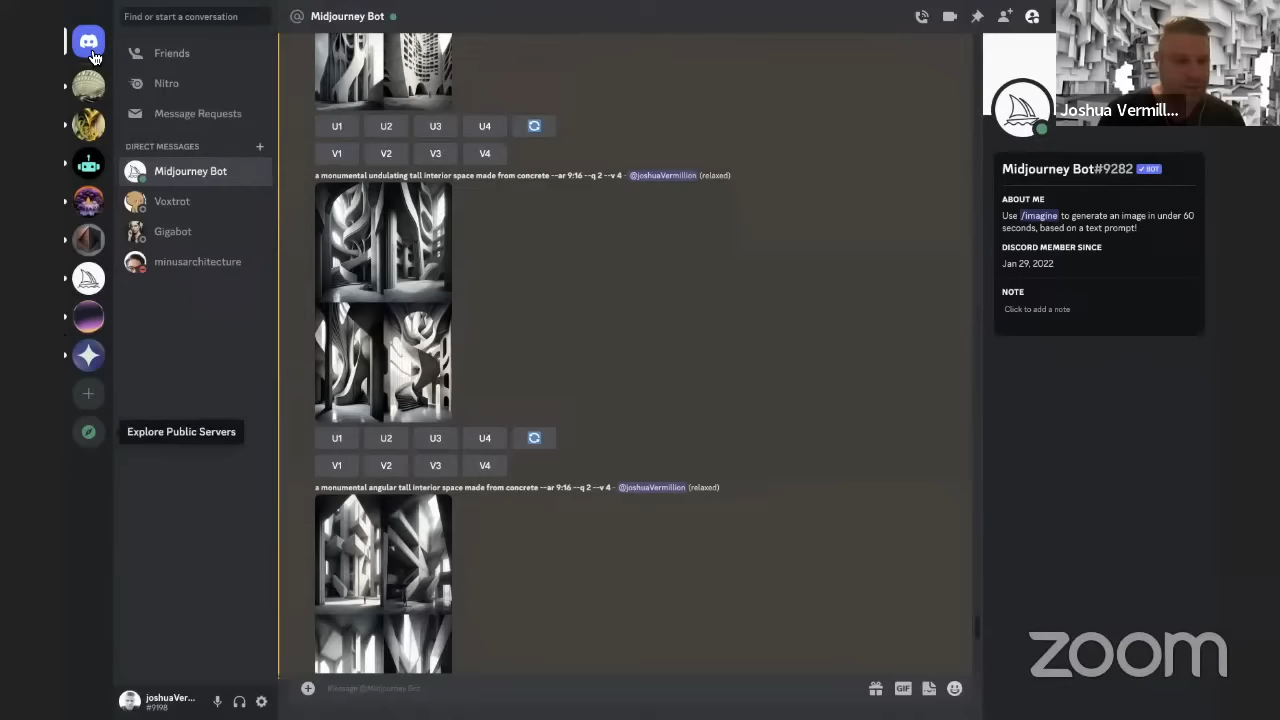 Find or start a conversation
Friends
Nitro
Message Requests
DIRECT MESSAGES
Midjourney Bot
Voxtrot
Gigabot
minusarchitecture
Explore Public Servers
joshuaVer...
#9198
Midjourney Bot
U1 U2 U3 U4
V1 V2 V3 V4
a monumental undulating tall interior space made from concrete --ar 9:16 --q 2 --v 4 - @joshuaVermillion (relaxed)
U1 U2 U3 U4
V1 V2 V3 V4
a monumental angular tall interior space made from concrete --ar 9:16 --q 2 --v 4 - @joshuaVermillion (relaxed)
Message @Midjourney Bot
GIF
Joshua Vermill...
Midjourney Bot#9282 ✓ BOT
ABOUT ME
Use /imagine to generate an image in under 60
seconds, based on a text prompt!
DISCORD MEMBER SINCE
Jan 29, 2022
NOTE
Click to add a note
zoom